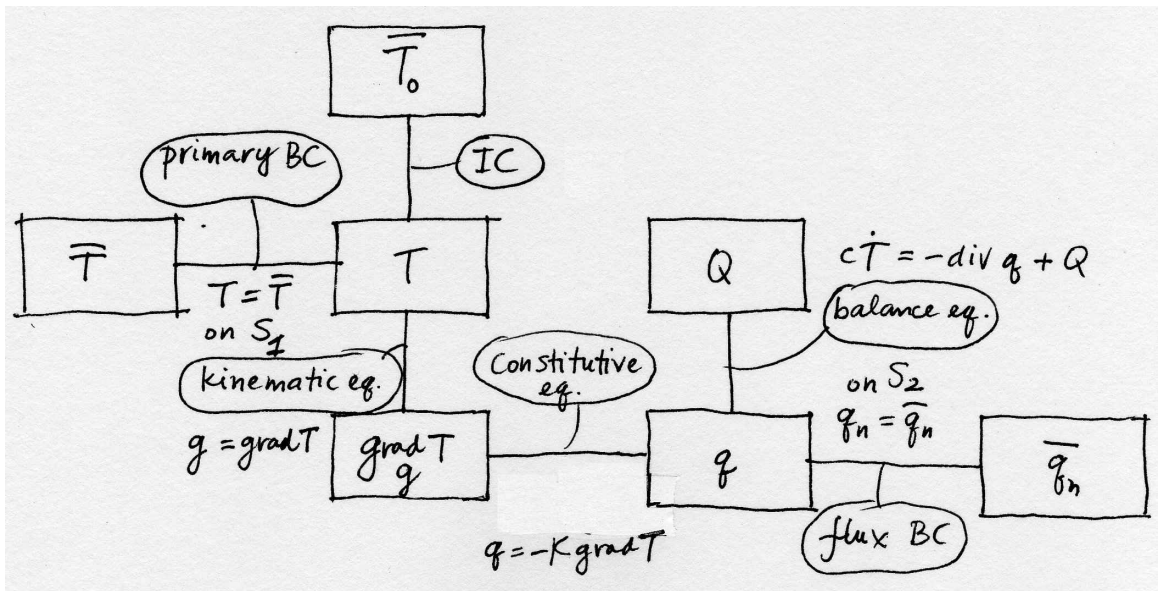 T̅₀
primary BC
IC
T̅
T
Q
cṪ = -div q + Q
T = T̅
on S₁
balance eq.
kinematic eq.
Constitutive
eq.
on S₂
qₙ = q̅ₙ
g = grad T
grad T
g
q
q̅ₙ
q = -K grad T
flux BC